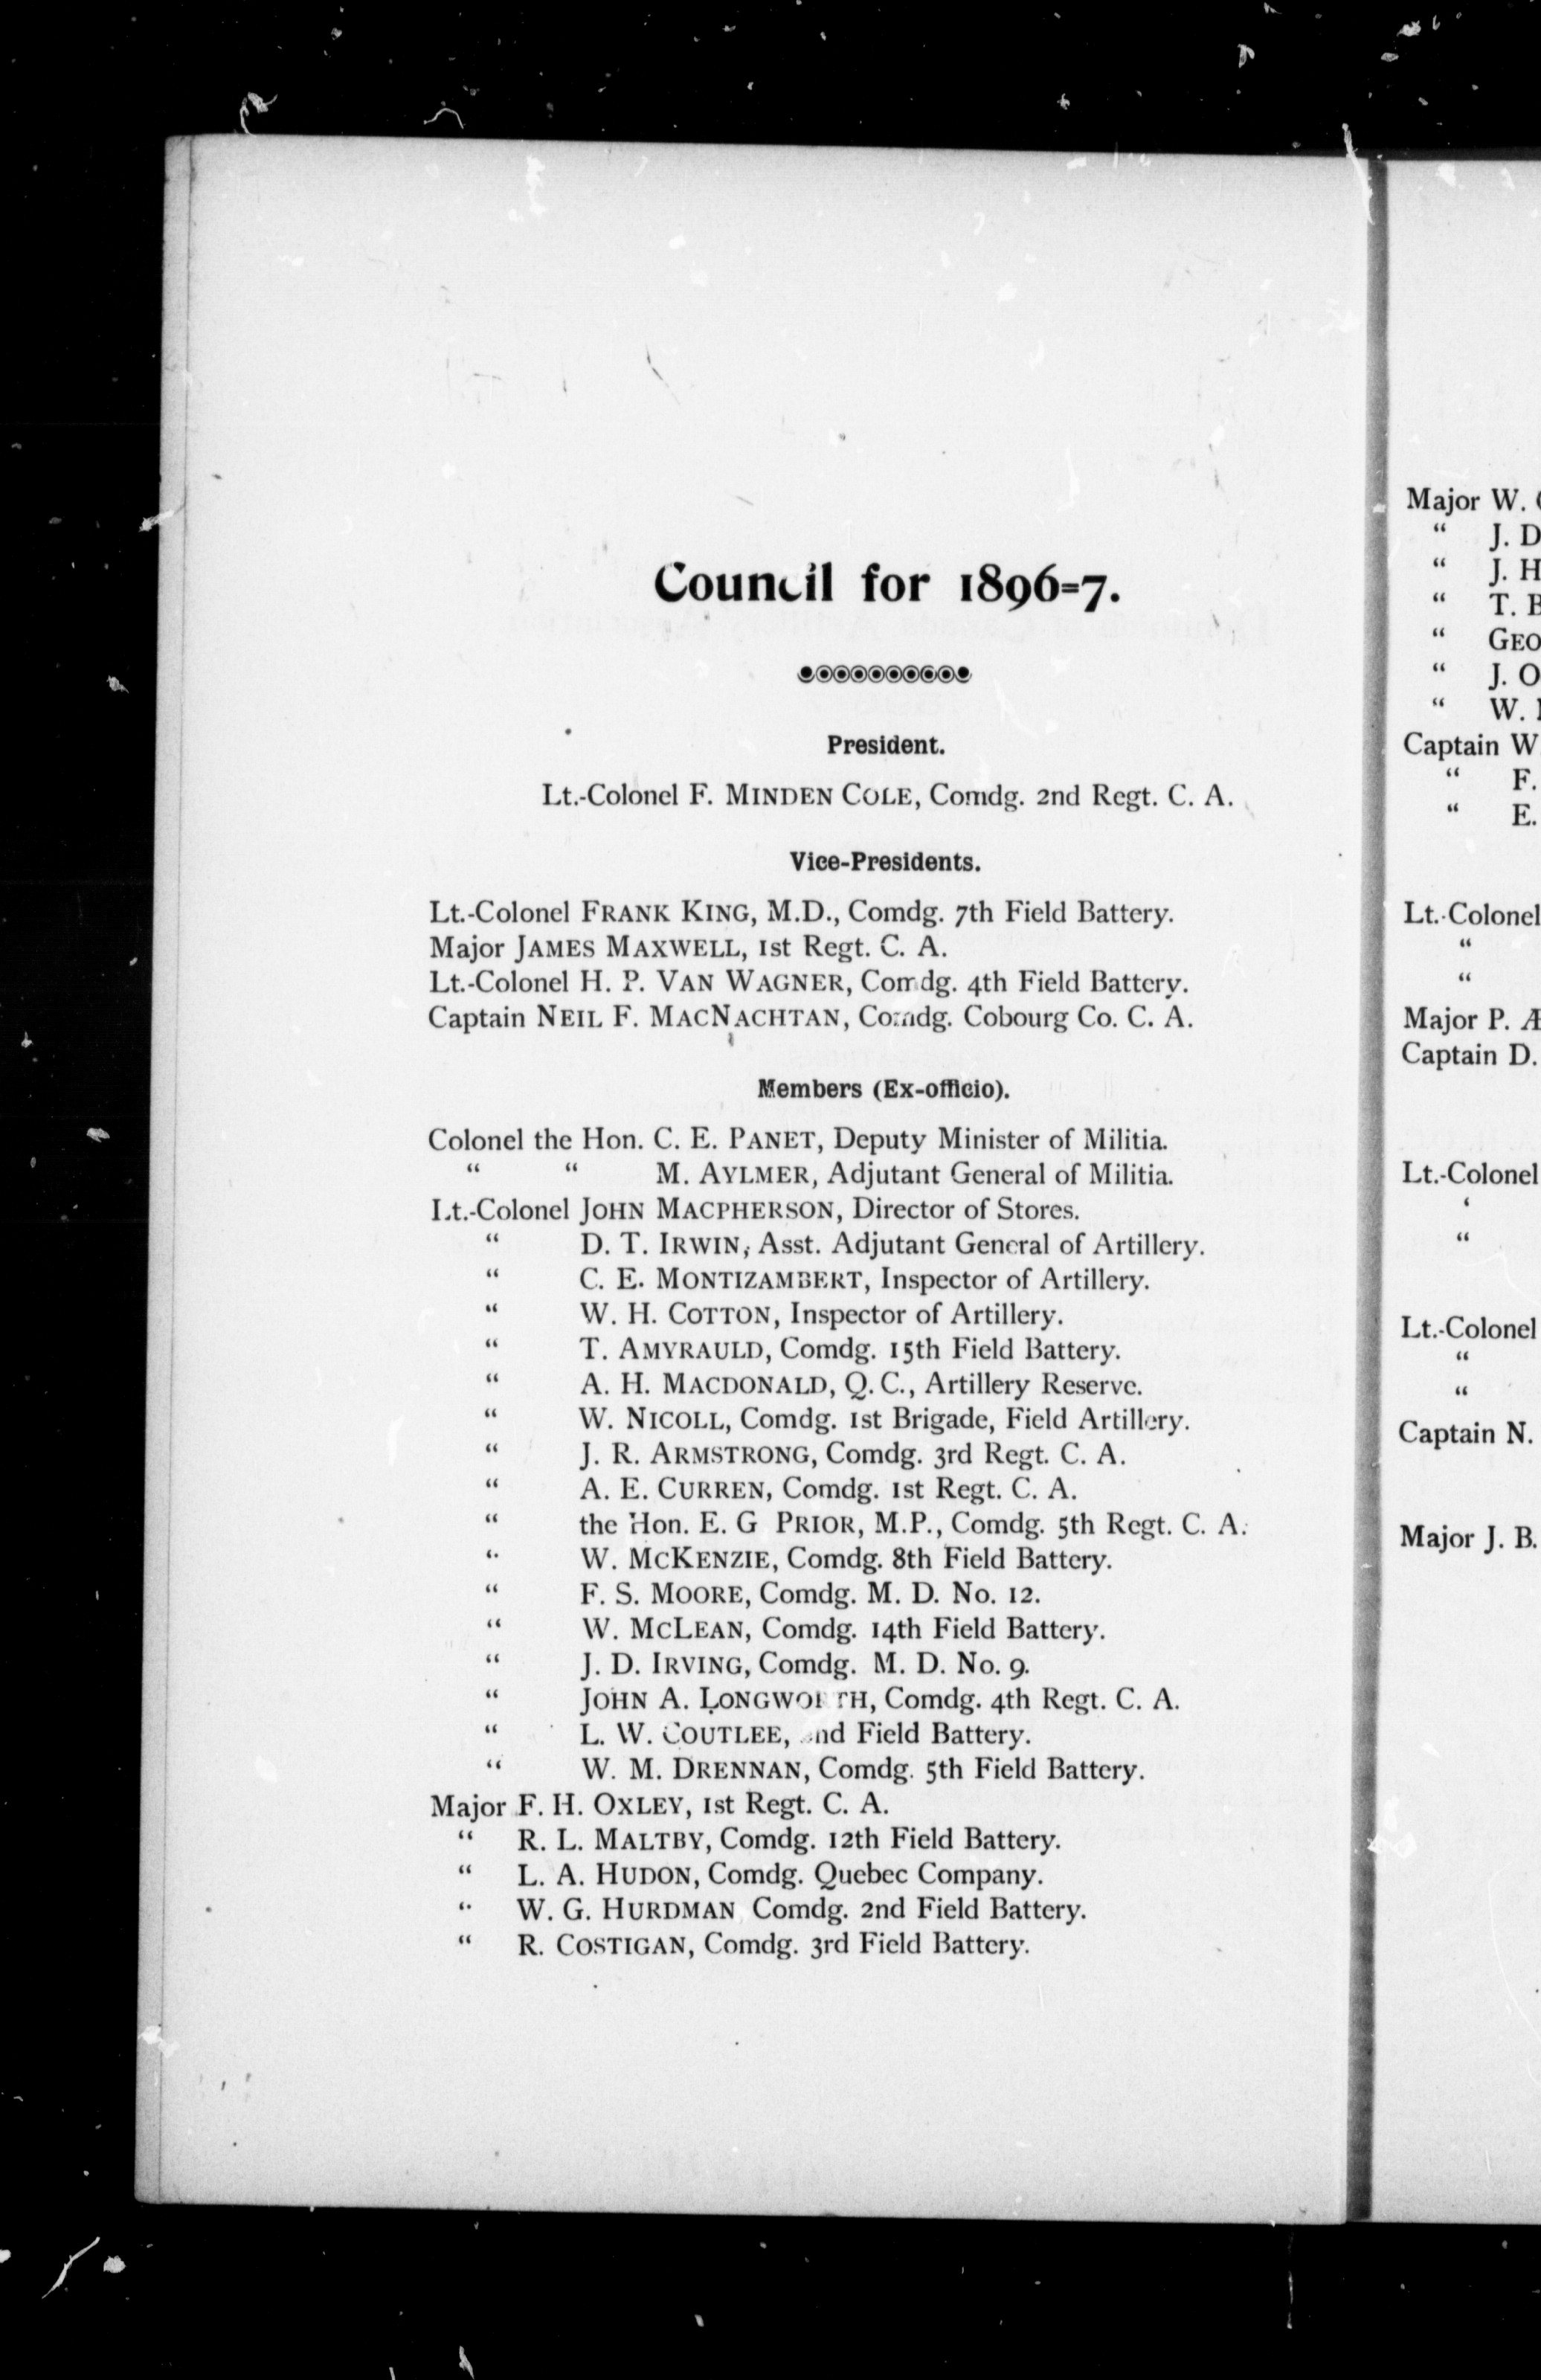 Council for 1896=7.
President.
Lt.-Colonel F. MINDEN COLE, Comdg. 2nd Regt. C. A.
Vice-Presidents.
Lt.-Colonel FRANK KING, M.D., Comdg. 7th Field Battery.
Major JAMES MAXWELL, 1st Regt. C. A.
Lt.-Colonel H. P. VAN WAGNER, Comdg. 4th Field Battery.
Captain NEIL F. MACNACHTAN, Comdg. Cobourg Co. C. A.
Members (Ex-officio).
Colonel the Hon. C. E. PANET, Deputy Minister of Militia.
“ “ M. AYLMER, Adjutant General of Militia.
Lt.-Colonel JOHN MACPHERSON, Director of Stores.
“ D. T. IRWIN, Asst. Adjutant General of Artillery.
“ C. E. MONTIZAMBERT, Inspector of Artillery.
“ W. H. COTTON, Inspector of Artillery.
“ T. AMYRAULD, Comdg. 15th Field Battery.
“ A. H. MACDONALD, Q. C., Artillery Reserve.
“ W. NICOLL, Comdg. 1st Brigade, Field Artillery.
“ J. R. ARMSTRONG, Comdg. 3rd Regt. C. A.
“ A. E. CURREN, Comdg. 1st Regt. C. A.
“ the Hon. E. G PRIOR, M.P., Comdg. 5th Regt. C. A.
“ W. MCKENZIE, Comdg. 8th Field Battery.
“ F. S. MOORE, Comdg. M. D. No. 12.
“ W. MCLEAN, Comdg. 14th Field Battery.
“ J. D. IRVING, Comdg. M. D. No. 9.
“ JOHN A. LONGWORTH, Comdg. 4th Regt. C. A.
“ L. W. COUTLEE, 2nd Field Battery.
“ W. M. DRENNAN, Comdg. 5th Field Battery.
Major F. H. OXLEY, 1st Regt. C. A.
“ R. L. MALTBY, Comdg. 12th Field Battery.
“ L. A. HUDON, Comdg. Quebec Company.
“ W. G. HURDMAN Comdg. 2nd Field Battery.
“ R. COSTIGAN, Comdg. 3rd Field Battery.
Major W.
“ J. D
“ J. H
“ T. B
“ GEO
“ J. O
“ W.
Captain W
“ F.
“ E.
Lt.-Colonel
“
“
Major P. Æ
Captain D.
Lt.-Colonel
‘
“
Lt.-Colonel
“
“
Captain N.
Major J. B.